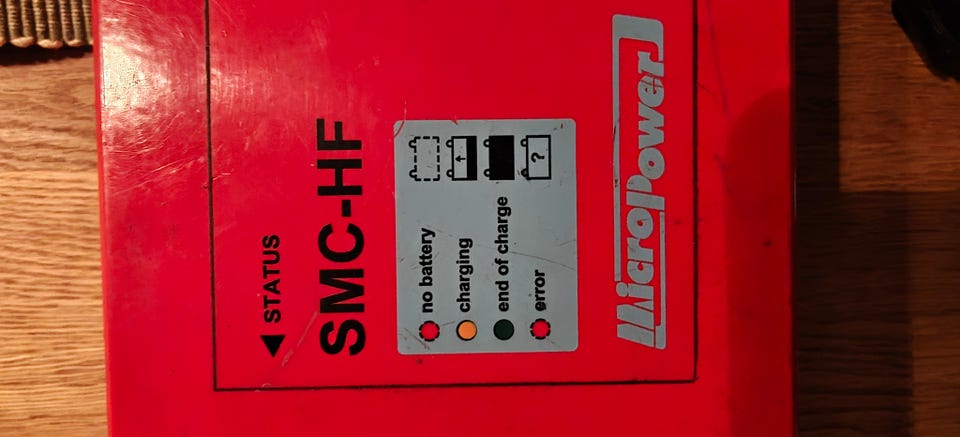 STATUS
SMC-HF
no battery
charging
end of charge
error
?
MicroPower